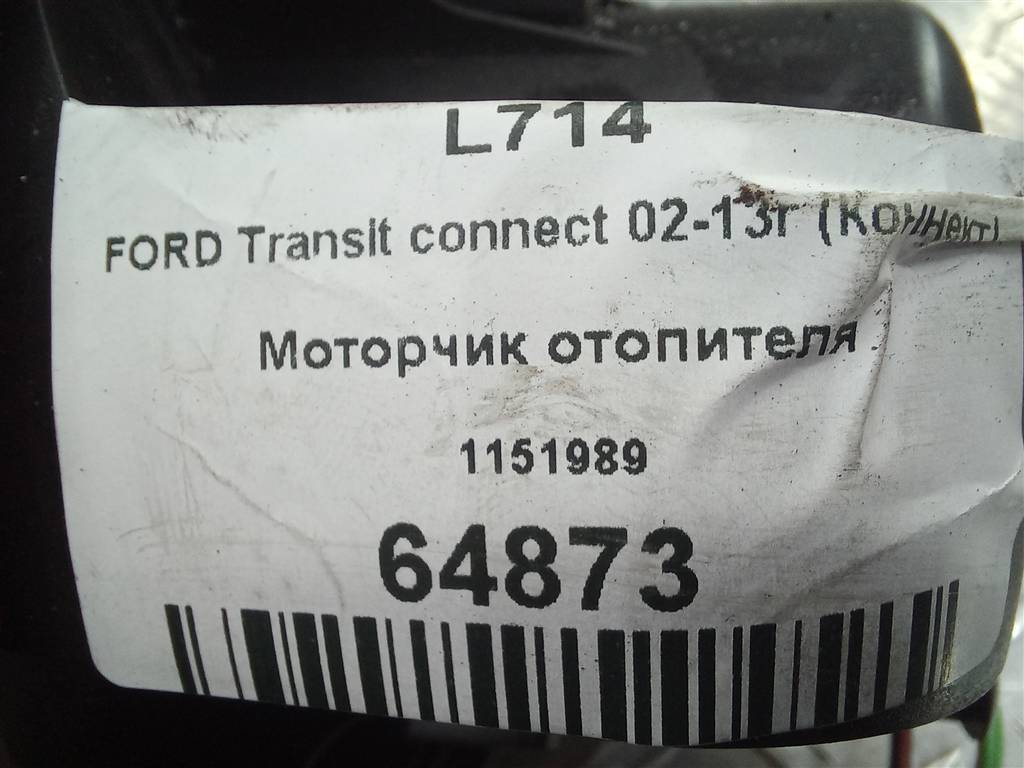 L714
FORD Transit connect 02-13г (Коннект)
Моторчик отопителя
1151989
64873